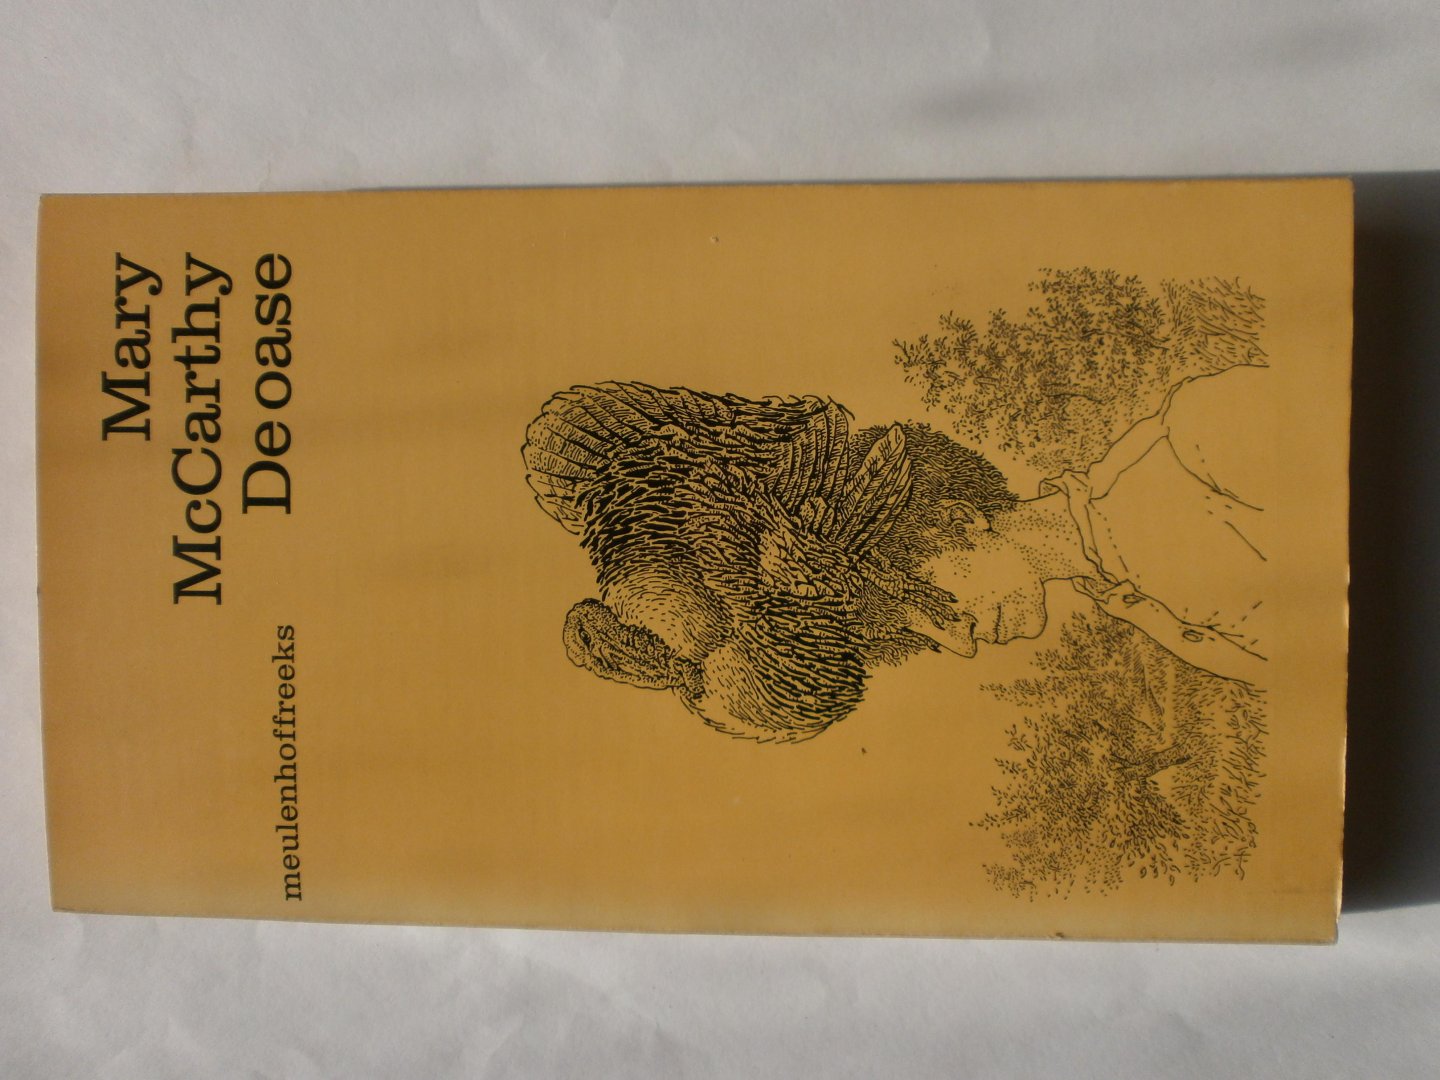 Mary
McCarthy
De oase
meulenhoffreeks